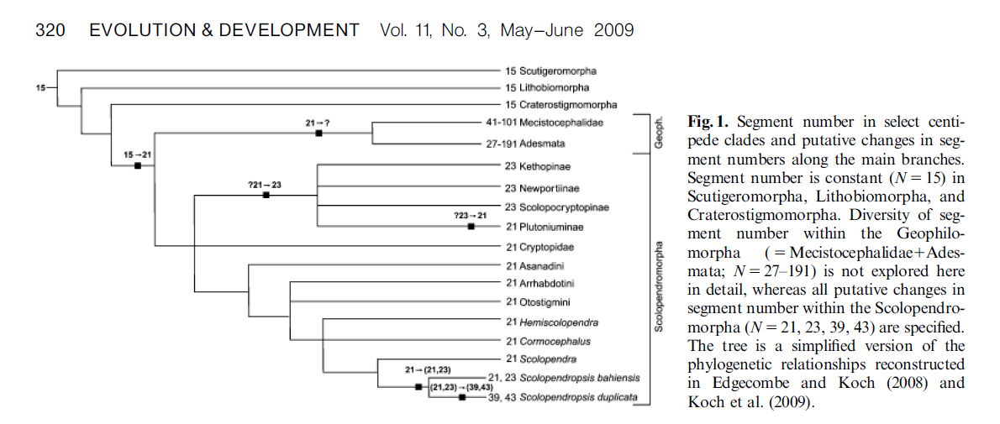 320 EVOLUTION & DEVELOPMENT Vol. 11, No. 3, May–June 2009
15
15 Scutigeromorpha
15 Lithobiomorpha
15 Craterostigmomorpha
21→?
41-101 Mecistocephalidae
27-191 Adesmata
Geoph.
15→21
23 Kethopinae
?21→23
23 Newportiinae
23 Scolopocryptopinae
?23→21
21 Plutoniuminae
21 Cryptopidae
21 Asanadini
21 Arrhabdotini
21 Otostigmini
21 Hemiscolopendra
21 Cormocephalus
21 Scolopendra
21→(21,23)
21, 23 Scolopendropsis bahiensis
(21,23)→(39,43)
39, 43 Scolopendropsis duplicata
Scolopendromorpha
Fig. 1. Segment number in select centi-
pede clades and putative changes in seg-
ment numbers along the main branches.
Segment number is constant (N = 15) in
Scutigeromorpha, Lithobiomorpha, and
Craterostigmomorpha. Diversity of seg-
ment number within the Geophilo-
morpha ( = Mecistocephalidae+Ades-
mata; N = 27–191) is not explored here
in detail, whereas all putative changes in
segment number within the Scolopendro-
morpha (N = 21, 23, 39, 43) are specified.
The tree is a simplified version of the
phylogenetic relationships reconstructed
in Edgecombe and Koch (2008) and
Koch et al. (2009).